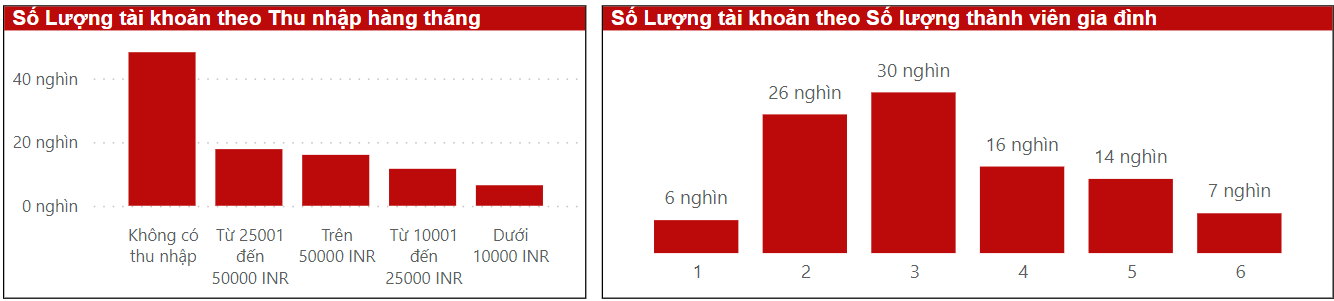 Số Lượng tài khoản theo Thu nhập hàng tháng
40 nghìn
20 nghìn
0 nghìn
Không có
thu nhập
Từ 25001
đến
50000 INR
Trên
50000 INR
Từ 10001
đến
25000 INR
Dưới
10000 INR
Số Lượng tài khoản theo Số lượng thành viên gia đình
6 nghìn
26 nghìn
30 nghìn
16 nghìn
14 nghìn
7 nghìn
1
2
3
4
5
6